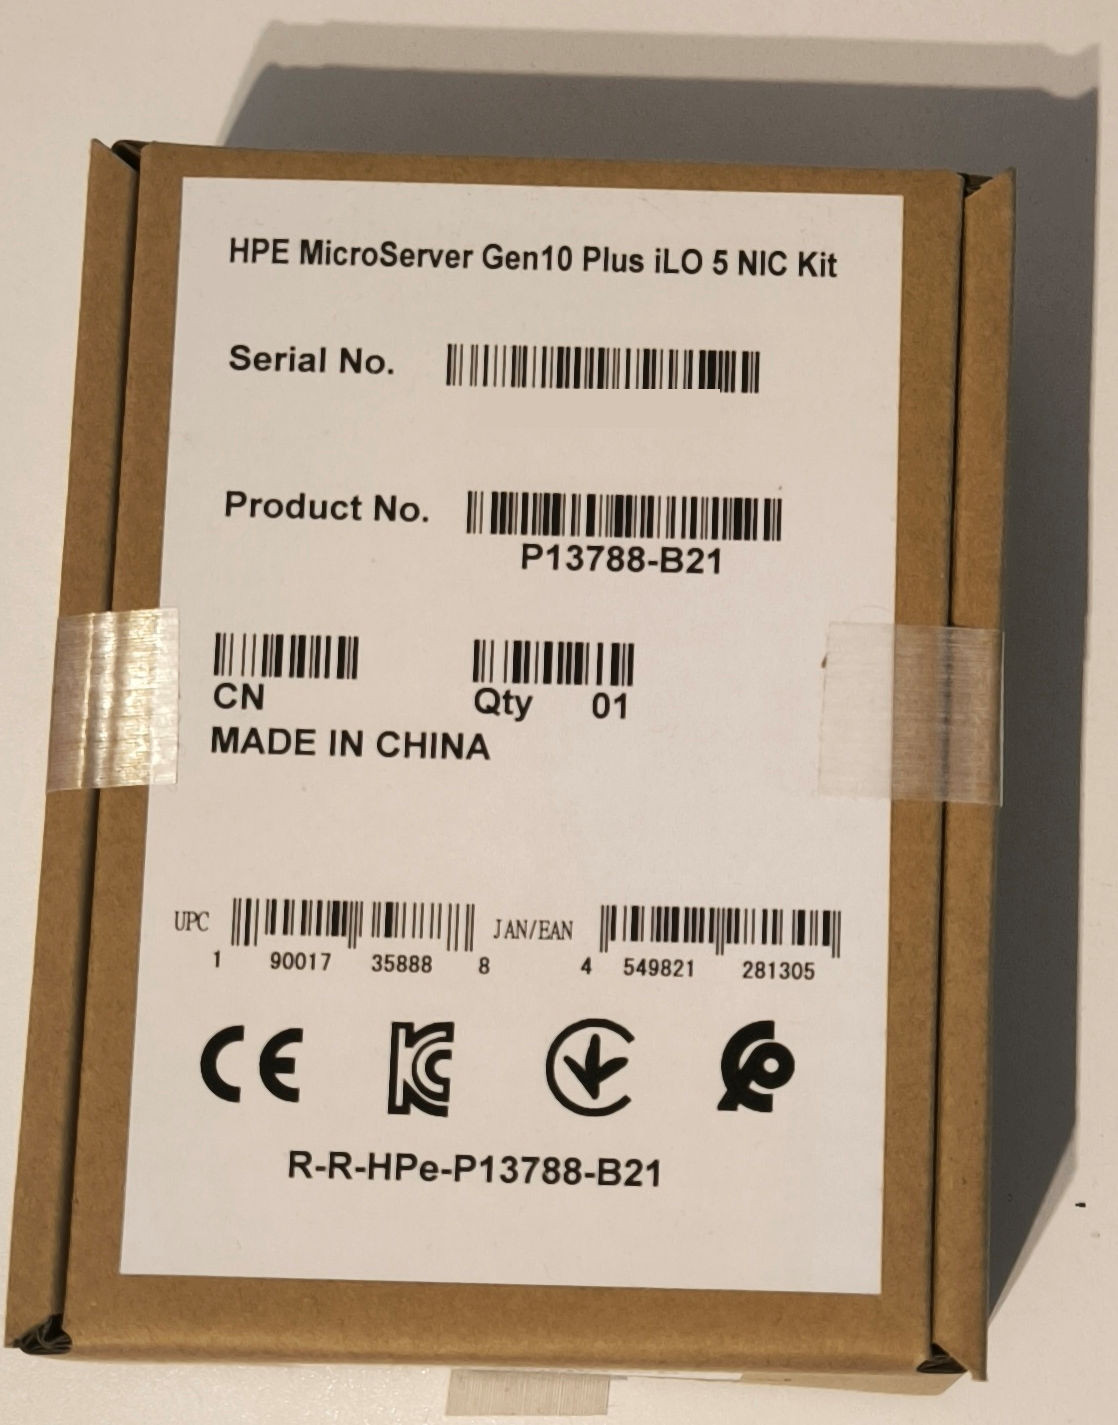 HPE MicroServer Gen10 Plus iLO 5 NIC Kit
Serial No.
Product No.
P13788-B21
CN
Qty 01
MADE IN CHINA
UPC
1 90017 35888 8
JAN/EAN
4 549821 281305
CE
R-R-HPe-P13788-B21